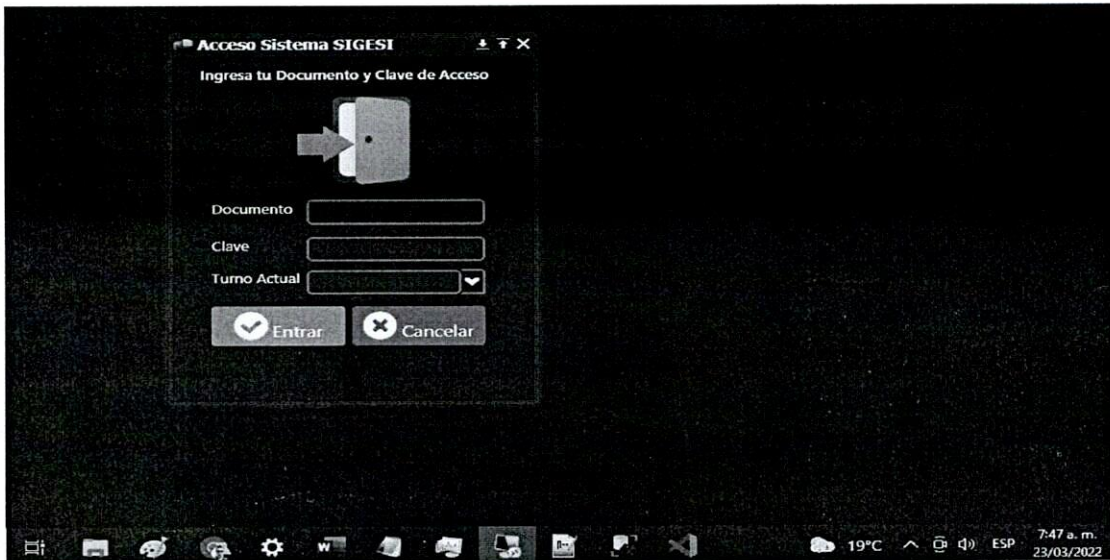 Acceso Sistema SIGESI
Ingresa tu Documento y Clave de Acceso
Documento
Clave
Turno Actual
Entrar
Cancelar
19°C
ESP
7:47 a. m.
23/03/2022